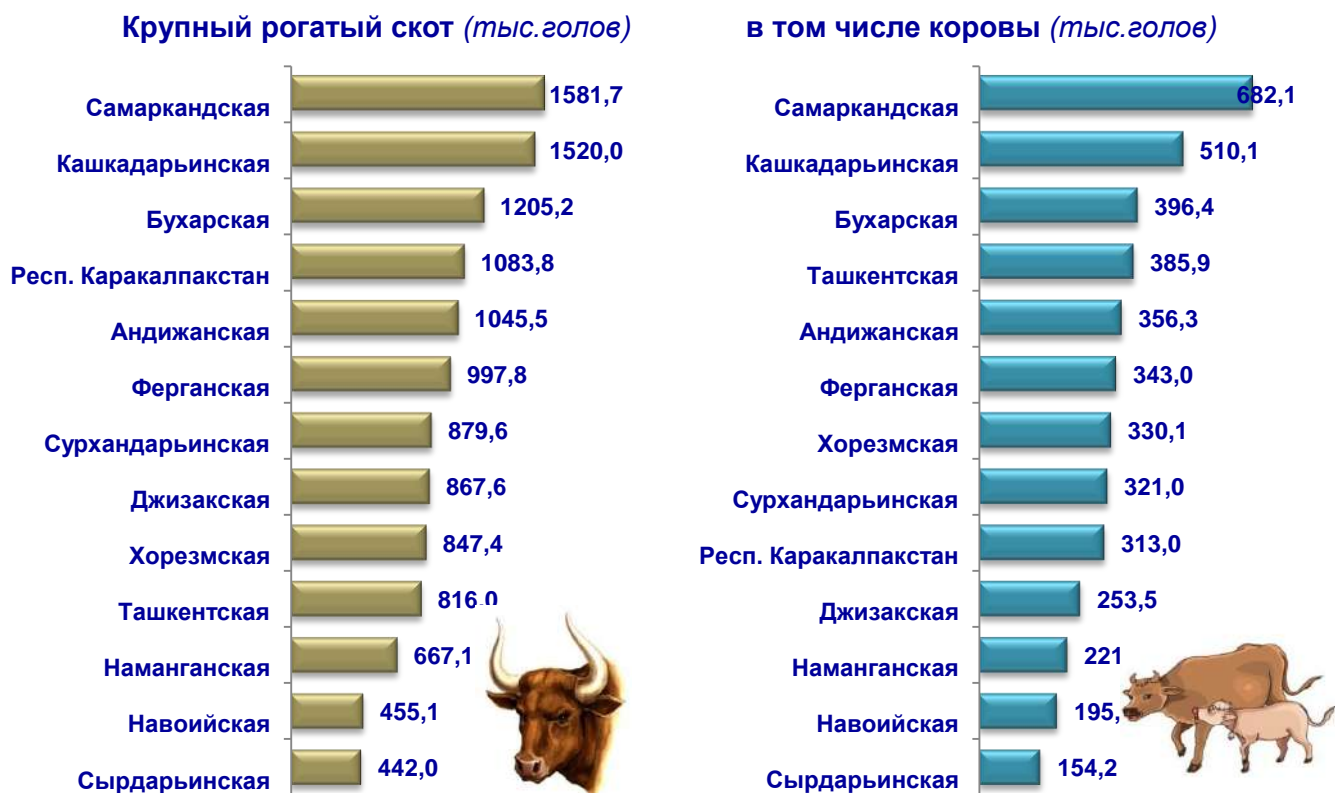 Крупный рогатый скот (тыс.голов)
Самаркандская 1581,7
Кашкадарьинская 1520,0
Бухарская 1205,2
Респ. Каракалпакстан 1083,8
Андижанская 1045,5
Ферганская 997,8
Сурхандарьинская 879,6
Джизакская 867,6
Хорезмская 847,4
Ташкентская 816,0
Наманганская 667,1
Навоийская 455,1
Сырдарьинская 442,0
в том числе коровы (тыс.голов)
Самаркандская 682,1
Кашкадарьинская 510,1
Бухарская 396,4
Ташкентская 385,9
Андижанская 356,3
Ферганская 343,0
Хорезмская 330,1
Сурхандарьинская 321,0
Респ. Каракалпакстан 313,0
Джизакская 253,5
Наманганская 221
Навоийская 195,
Сырдарьинская 154,2